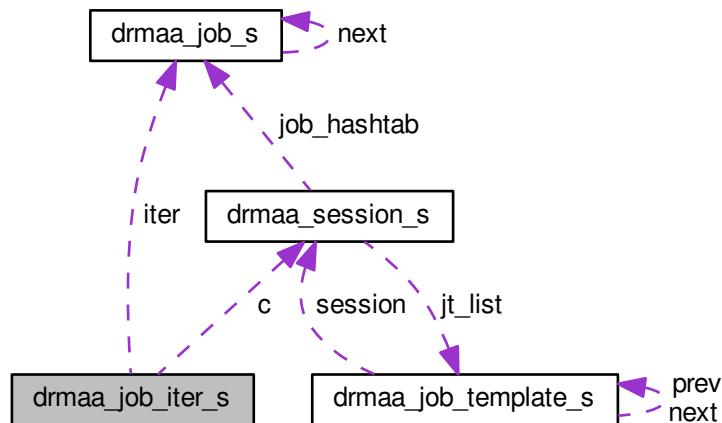 drmaa_job_s
next
job_hashtab
drmaa_session_s
iter
c
session
jt_list
drmaa_job_iter_s
drmaa_job_template_s
prev
next